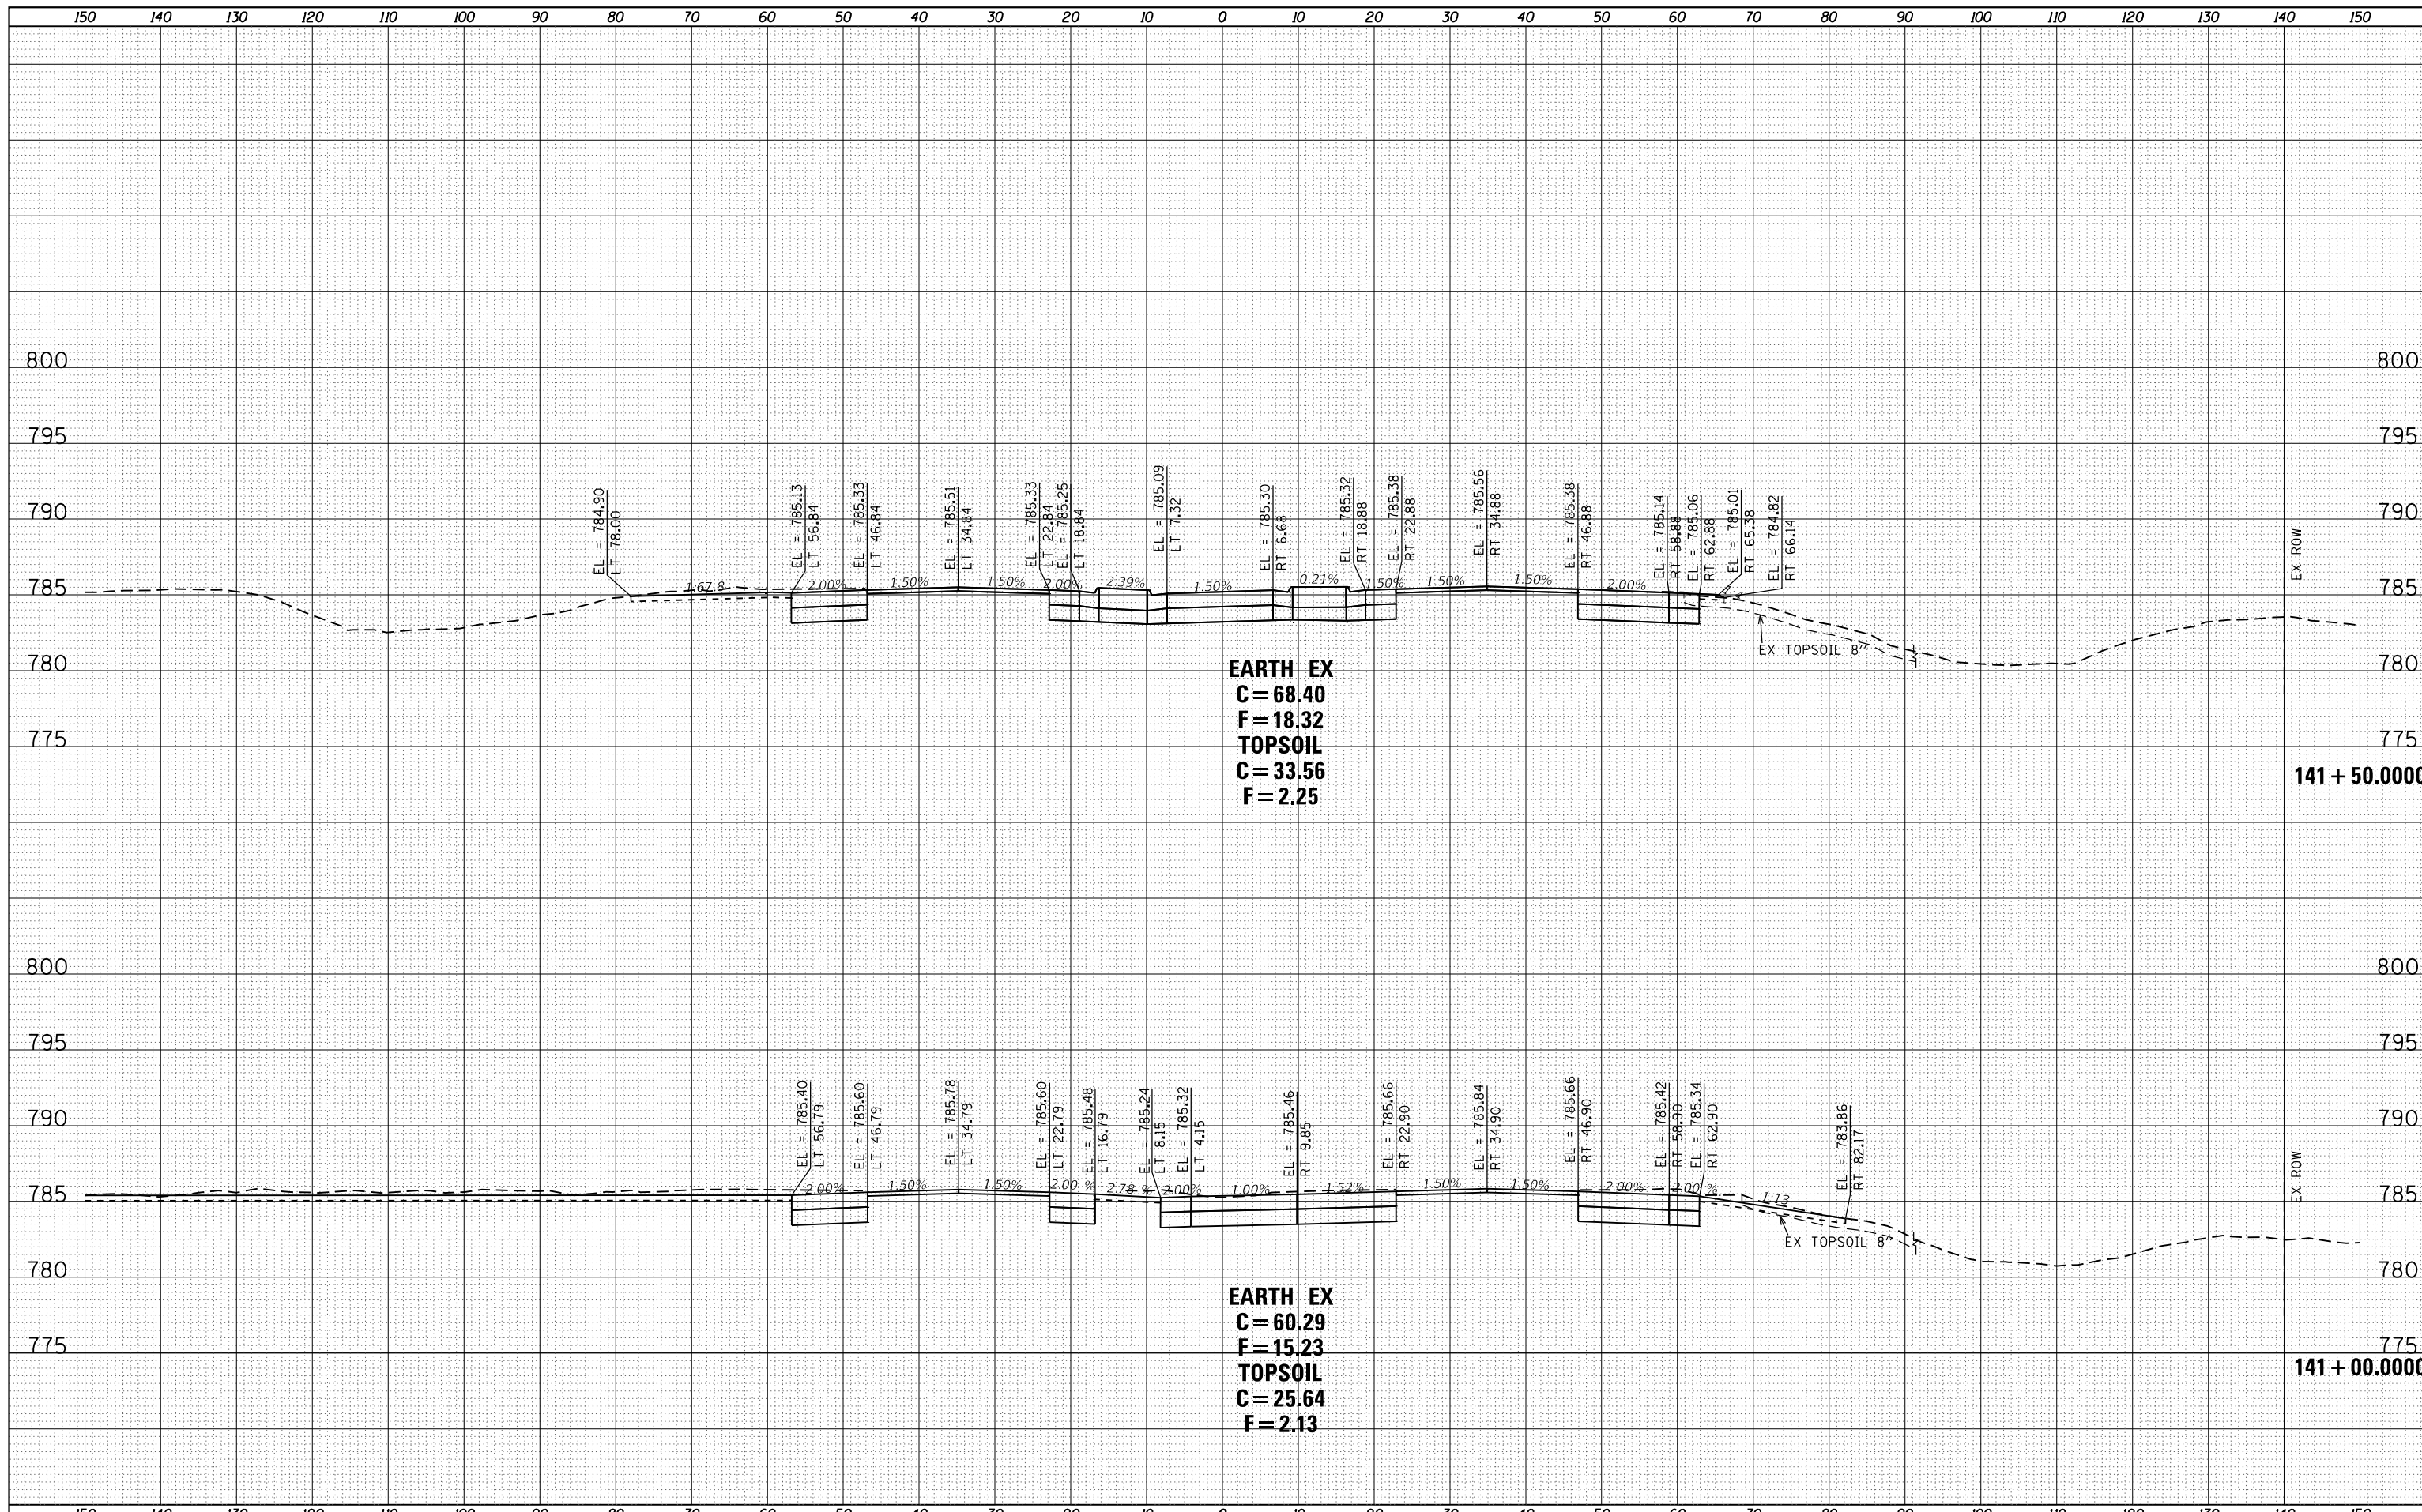 150 140 130 120 110 100 90 80 70 60 50 40 30 20 10 0 10 20 30 40 50 60 70 80 90 100 110 120 130 140 150
800 800
795 795
790 790
785 785
780 780
775 775
EL = 784.90
LT 78.00
EL = 785.13
LT 56.84
EL = 785.33
LT 46.84
EL = 785.51
LT 34.84
EL = 785.33
LT 22.84
EL = 785.25
LT 18.84
EL = 785.09
LT 7.32
EL = 785.30
RT 6.68
EL = 785.32
RT 18.88
EL = 785.38
RT 22.88
EL = 785.56
RT 34.88
EL = 785.38
RT 46.88
EL = 785.14
RT 58.88
EL = 785.06
RT 62.88
EL = 785.01
RT 65.38
EL = 784.82
RT 66.14
EX ROW
1:67.8 2.00% 1.50% 1.50% 2.00% 2.39% 1.50% 0.21% 1.50% 1.50% 1.50% 2.00%
EX TOPSOIL 8"
EARTH EX
C=68.40
F=18.32
TOPSOIL
C=33.56
F=2.25
141+50.0000
800 800
795 795
790 790
785 785
780 780
775 775
EL = 785.40
LT 56.79
EL = 785.60
LT 46.79
EL = 785.78
LT 34.79
EL = 785.60
LT 22.79
EL = 785.48
LT 16.79
EL = 785.24
LT 8.15
EL = 785.32
LT 4.15
EL = 785.46
RT 9.85
EL = 785.66
RT 22.90
EL = 785.84
RT 34.90
EL = 785.66
RT 46.90
EL = 785.42
RT 58.90
EL = 785.34
RT 62.90
EL = 783.86
RT 82.17
EX ROW
2.00% 1.50% 1.50% 2.00 % 2.78 % 2.00% 1.00% 1.52% 1.50% 1.50% 2.00% 2.00 % 1:13
EX TOPSOIL 8"
EARTH EX
C=60.29
F=15.23
TOPSOIL
C=25.64
F=2.13
141+00.0000